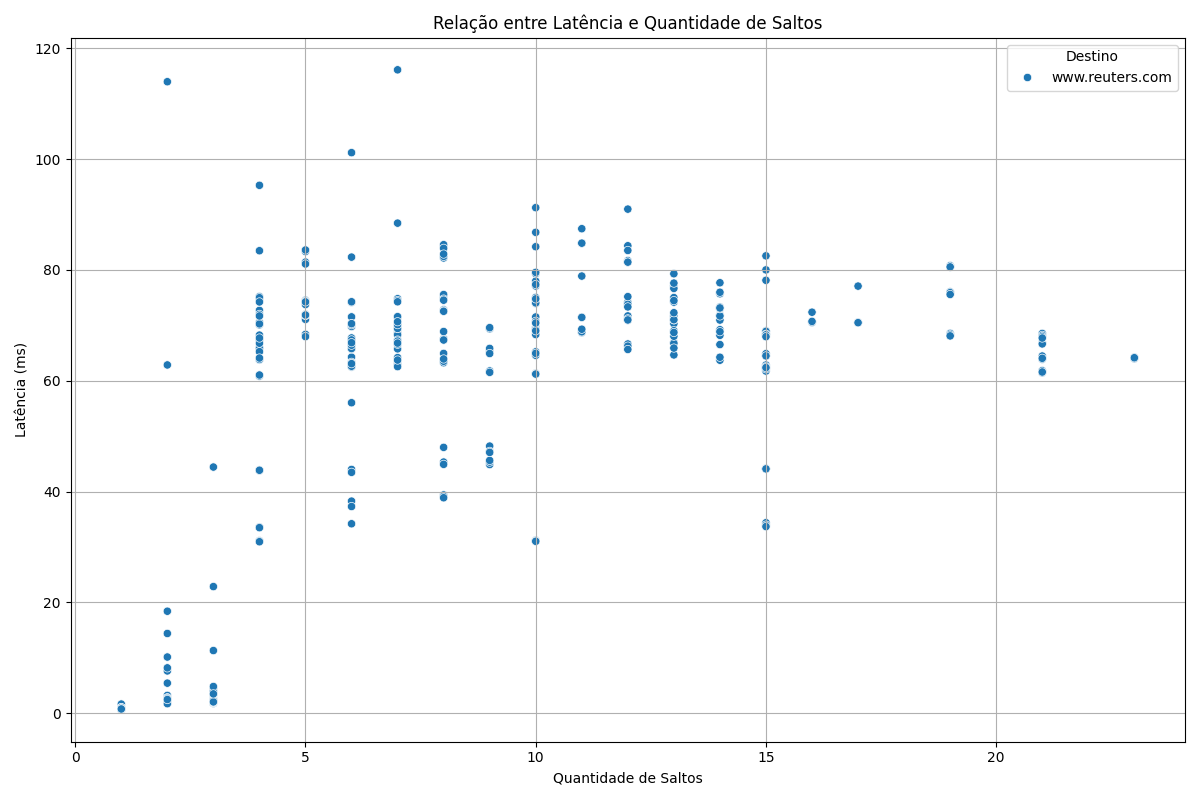 Relação entre Latência e Quantidade de Saltos
Destino
www.reuters.com
120
100
80
60
40
20
0
Latência (ms)
0 5 10 15 20
Quantidade de Saltos